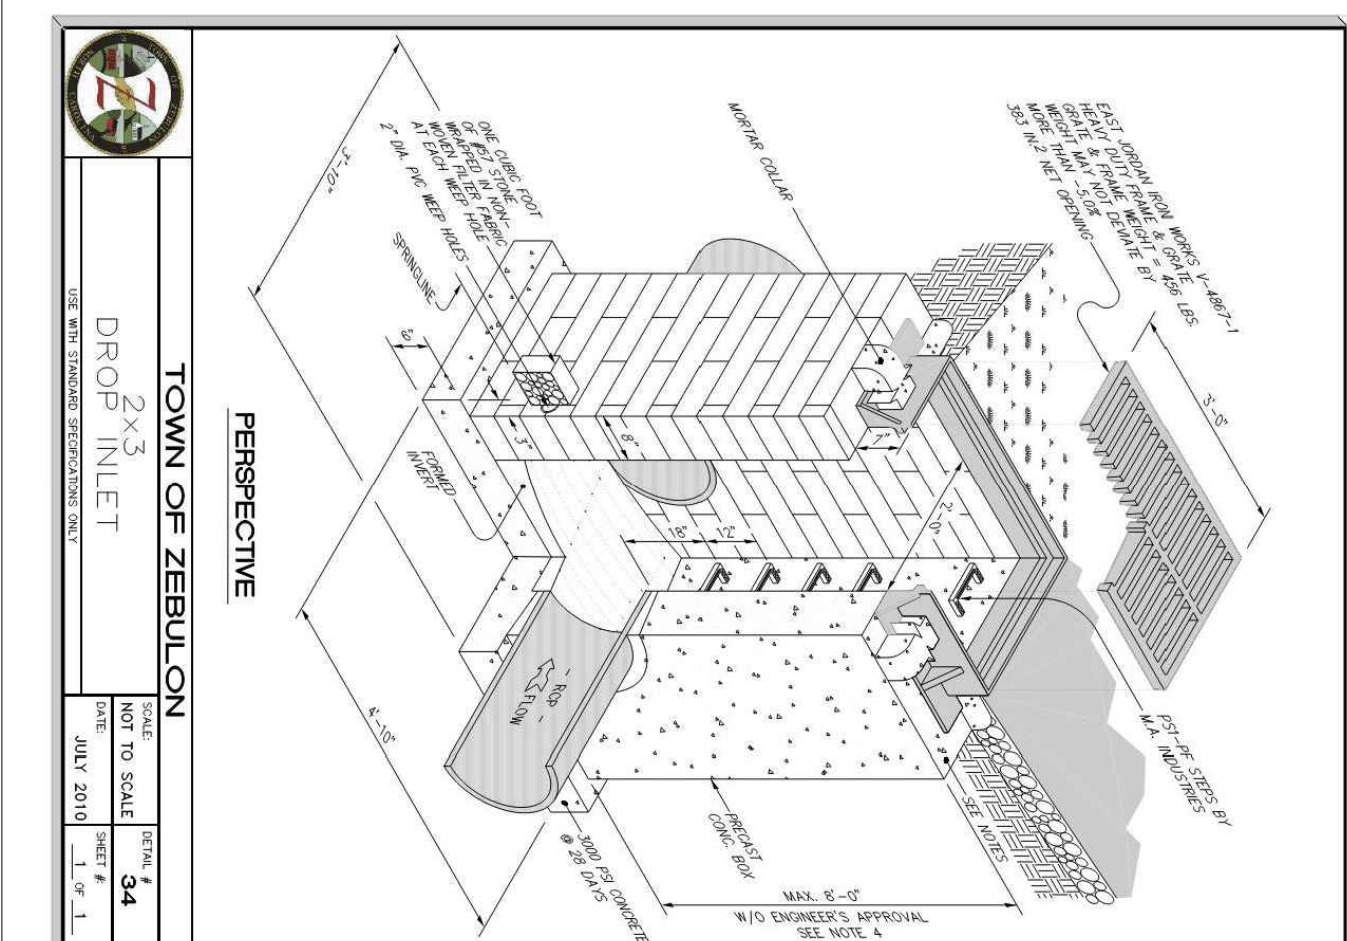 EAST JORDAN IRON WORKS V-4867-1
HEAVY DUTY FRAME & GRATE
GRATE & FRAME WEIGHT = 456 LBS.
WEIGHT MAY NOT DEVIATE BY
MORE THAN -5.0%
383 IN.2 NET OPENING
3'-0"
MORTAR COLLAR
ONE CUBIC FOOT
OF #57 STONE
WRAPPED IN NON-
WOVEN FILTER FABRIC
AT EACH WEEP HOLE
2" DIA. PVC WEEP HOLES
SPRINGLINE
3'-10"
6"
FORMED
INVERT
3"
8"
7"
2'-0"
18"
12"
PS1-PF STEPS BY
M.A. INDUSTRIES
SEE NOTES
PRECAST
CONC. BOX
- RCP -
FLOW
3000 PSI CONCRETE
@ 28 DAYS
4'-10"
MAX. 8'-0"
W/O ENGINEER'S APPROVAL
SEE NOTE 4
PERSPECTIVE
TOWN OF ZEBULON
2x3
DROP INLET
USE WITH STANDARD SPECIFICATIONS ONLY
SCALE:
NOT TO SCALE
DETAIL #
34
DATE:
JULY 2010
SHEET #:
1 OF 1
TOWN OF ZEBULON
Z